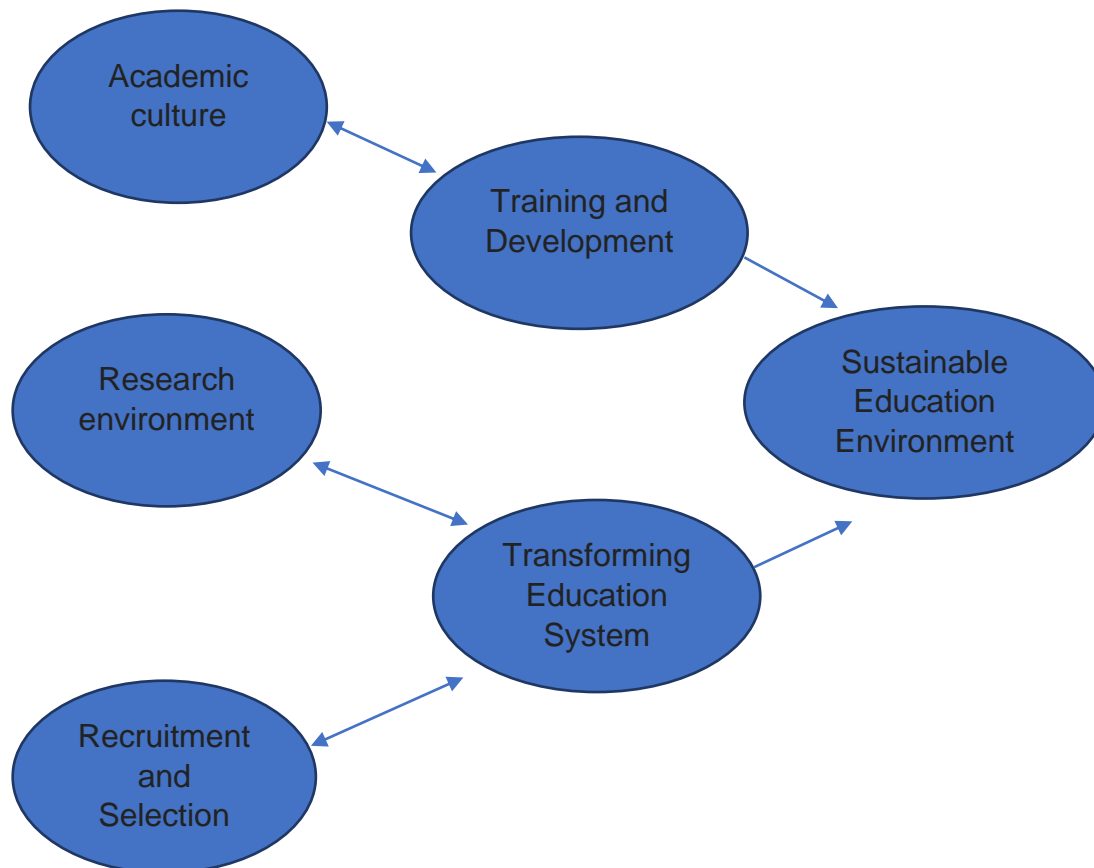 Academic
culture
Training and
Development
Research
environment
Sustainable
Education
Environment
Transforming
Education
System
Recruitment
and
Selection